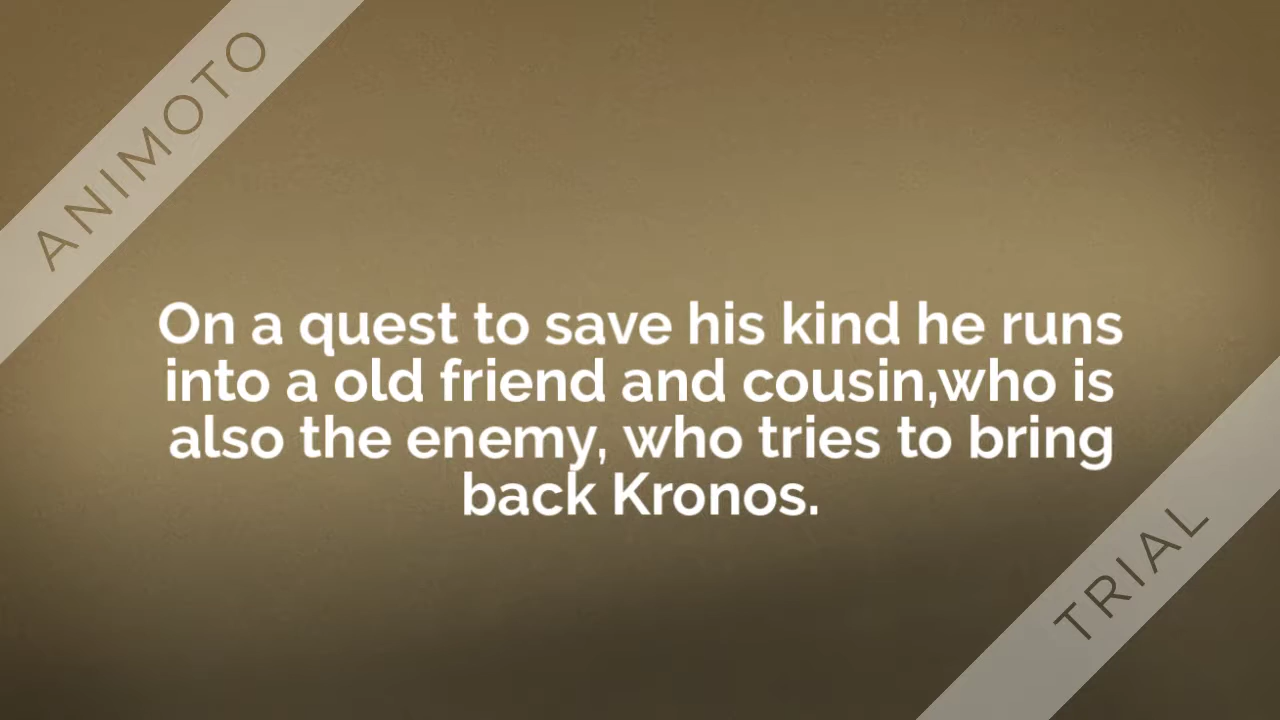 ANIMOTO
On a quest to save his kind he runs
into a old friend and cousin,who is
also the enemy, who tries to bring
back Kronos.
TRIAL